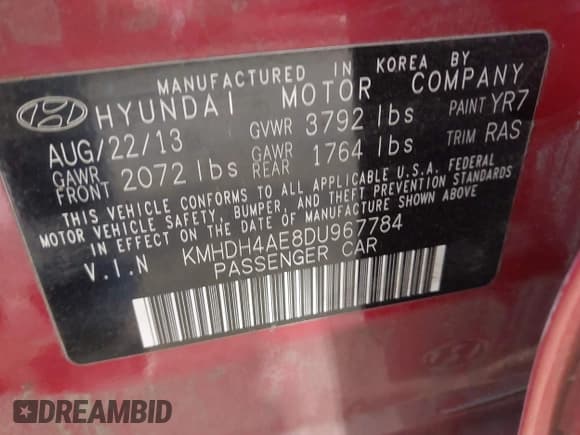 MANUFACTURED IN KOREA BY
HYUNDAI MOTOR COMPANY
AUG/22/13 GVWR 3792 lbs PAINT YR7
GAWR FRONT 2072 lbs GAWR REAR 1764 lbs TRIM RAS
THIS VEHICLE CONFORMS TO ALL APPLICABLE U.S.A. FEDERAL
MOTOR VEHICLE SAFETY, BUMPER, AND THEFT PREVENTION STANDARDS
IN EFFECT ON THE DATE OF MANUFACTURE SHOWN ABOVE
V.I.N KMHDH4AE8DU967784
PASSENGER CAR
DREAMBID